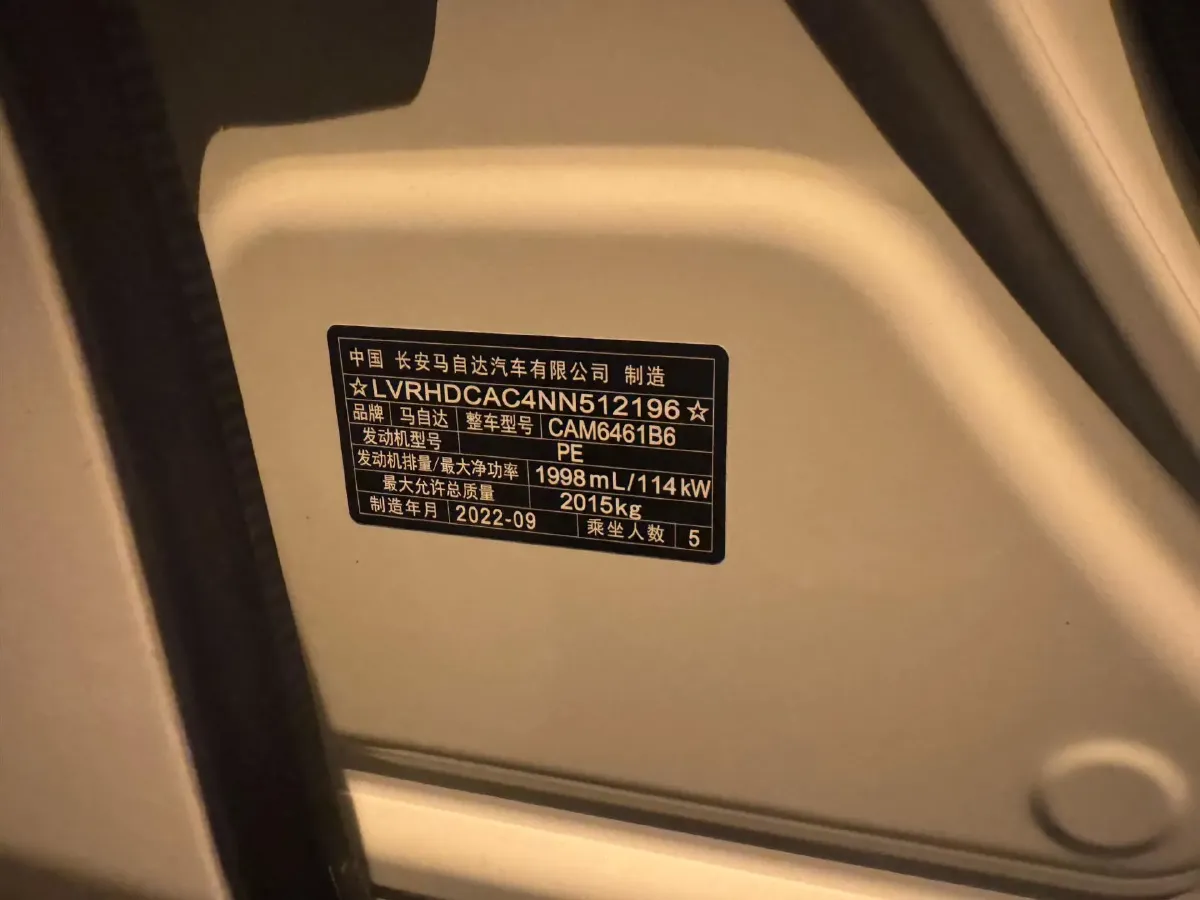 中国 长安马自达汽车有限公司 制造
☆LVRHDCAC4NN512196☆
品牌 马自达 整车型号 CAM6461B6
发动机型号 PE
发动机排量/最大净功率 1998mL/114kW
最大允许总质量 2015kg
制造年月 2022-09 乘坐人数 5